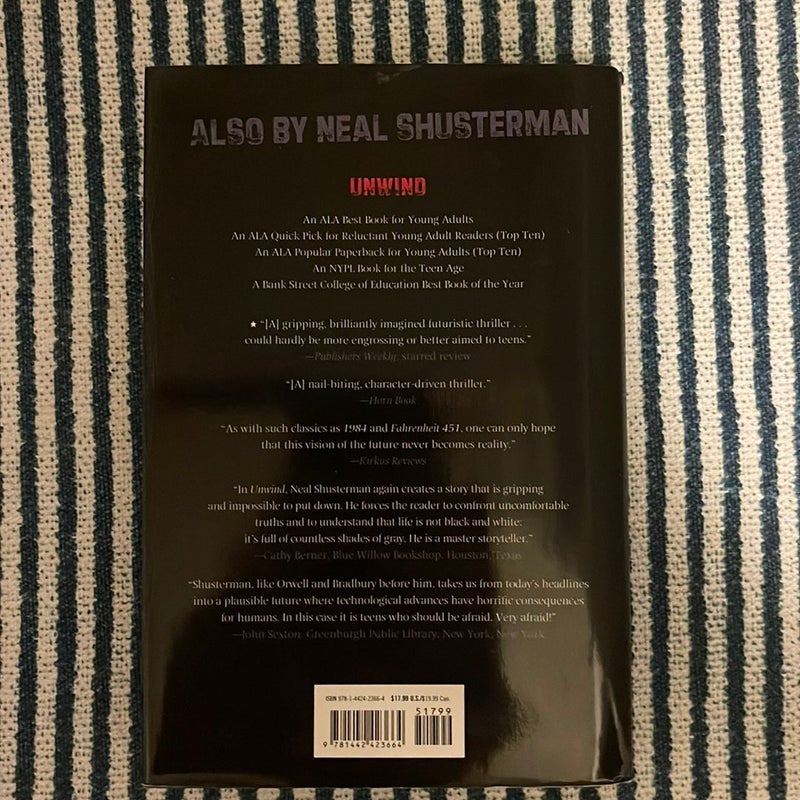 ALSO BY NEAL SHUSTERMAN
UNWIND
An ALA Best Book for Young Adults
An ALA Quick Pick for Reluctant Young Adult Readers (Top Ten)
An ALA Popular Paperback for Young Adults (Top Ten)
An NYPL Book for the Teen Age
A Bank Street College of Education Best Book of the Year
★ “[A] gripping, brilliantly imagined futuristic thriller . . .
could hardly be more engrossing or better aimed to teens.”
—Publishers Weekly, starred review
“[A] nail-biting, character-driven thriller.”
—Horn Book
“As with such classics as 1984 and Fahrenheit 451, one can only hope
that this vision of the future never becomes reality.”
—Kirkus Reviews
“In Unwind, Neal Shusterman again creates a story that is gripping
and impossible to put down. He forces the reader to confront uncomfortable
truths and to understand that life is not black and white:
it’s full of countless shades of gray. He is a master storyteller.”
—Cathy Berner, Blue Willow Bookshop, Houston, Texas
“Shusterman, like Orwell and Bradbury before him, takes us from today’s headlines
into a plausible future where technological advances have horrific consequences
for humans. In this case it is teens who should be afraid. Very afraid!”
—John Sexton, Greenburgh Public Library, New York, New York
ISBN 978-1-4424-2366-4 $17.99 U.S./$19.99 Can.
51799
9 781442 423664